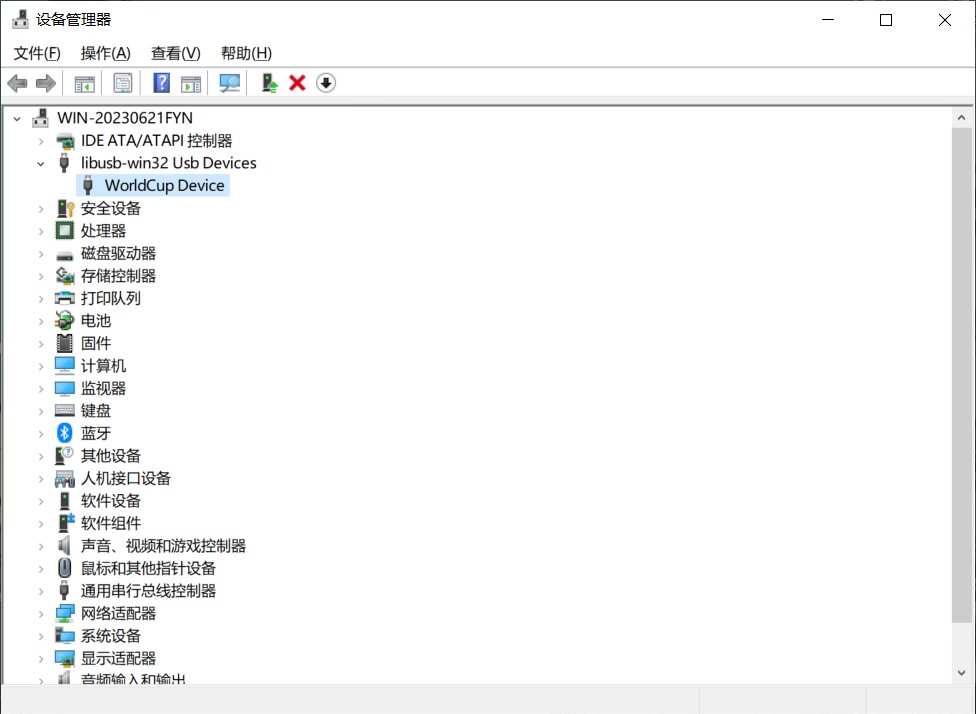 设备管理器
文件(F) 操作(A) 查看(V) 帮助(H)
WIN-20230621FYN
IDE ATA/ATAPI 控制器
libusb-win32 Usb Devices
WorldCup Device
安全设备
处理器
磁盘驱动器
存储控制器
打印队列
电池
固件
计算机
监视器
键盘
蓝牙
其他设备
人机接口设备
软件设备
软件组件
声音、视频和游戏控制器
鼠标和其他指针设备
通用串行总线控制器
网络适配器
系统设备
显示适配器
音频输入和输出